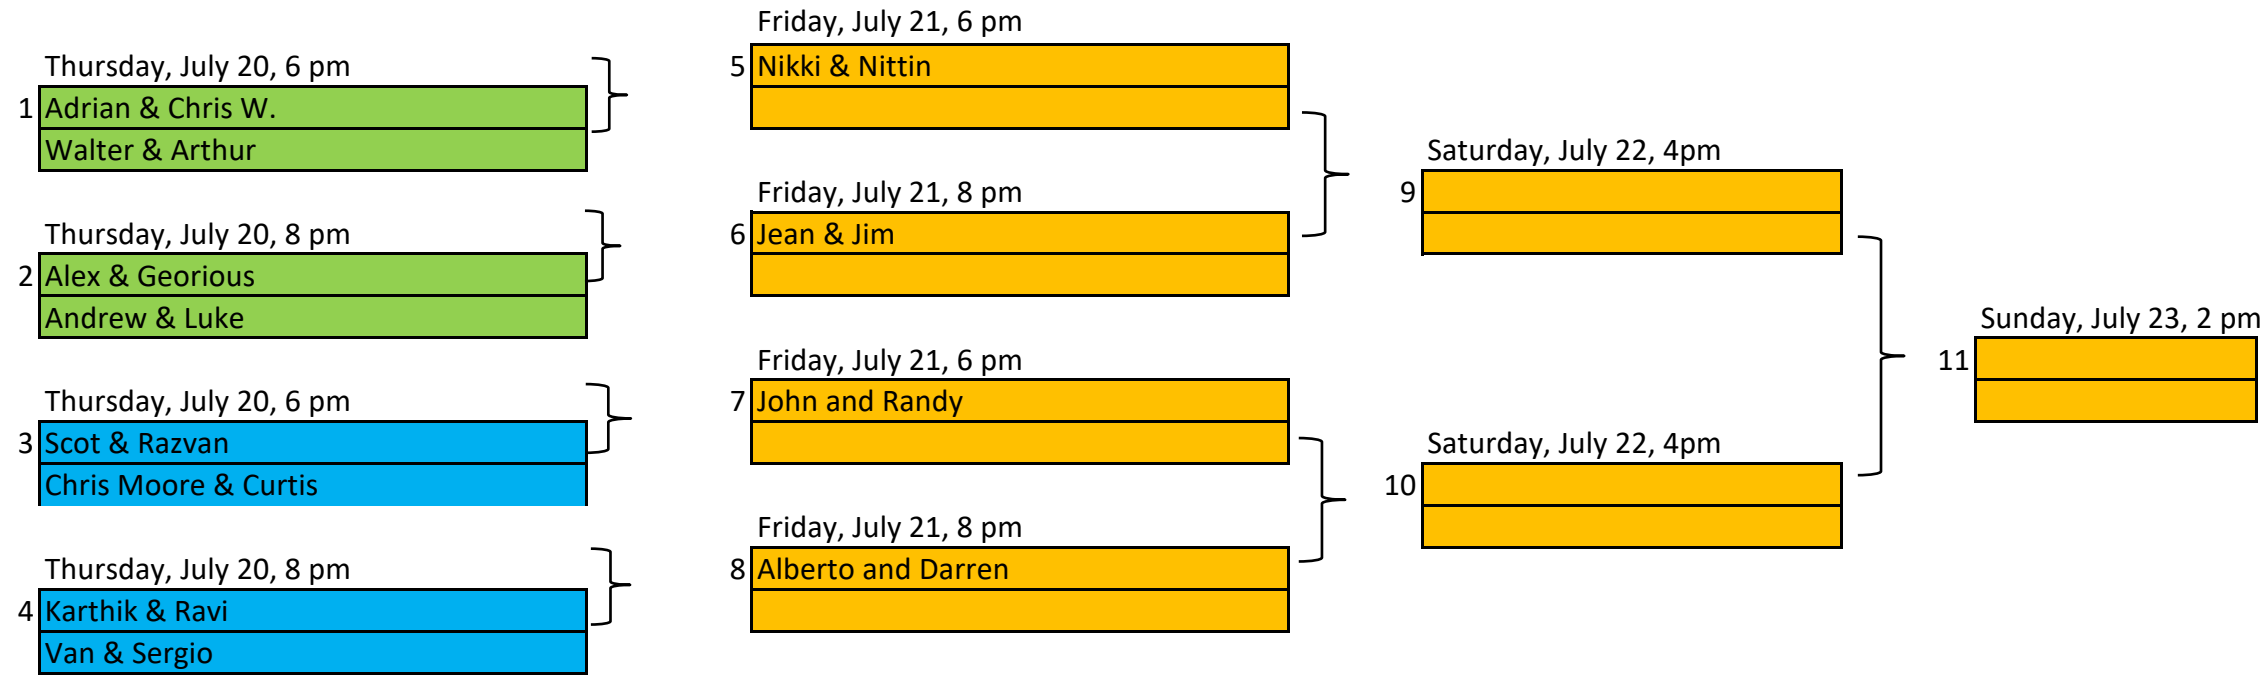 Thursday, July 20, 6 pm
1 Adrian & Chris W.
Walter & Arthur
Thursday, July 20, 8 pm
2 Alex & Georious
Andrew & Luke
Thursday, July 20, 6 pm
3 Scot & Razvan
Chris Moore & Curtis
Thursday, July 20, 8 pm
4 Karthik & Ravi
Van & Sergio
Friday, July 21, 6 pm
5 Nikki & Nittin
Friday, July 21, 8 pm
6 Jean & Jim
Friday, July 21, 6 pm
7 John and Randy
Friday, July 21, 8 pm
8 Alberto and Darren
Saturday, July 22, 4pm
9
Saturday, July 22, 4pm
10
Sunday, July 23, 2 pm
11